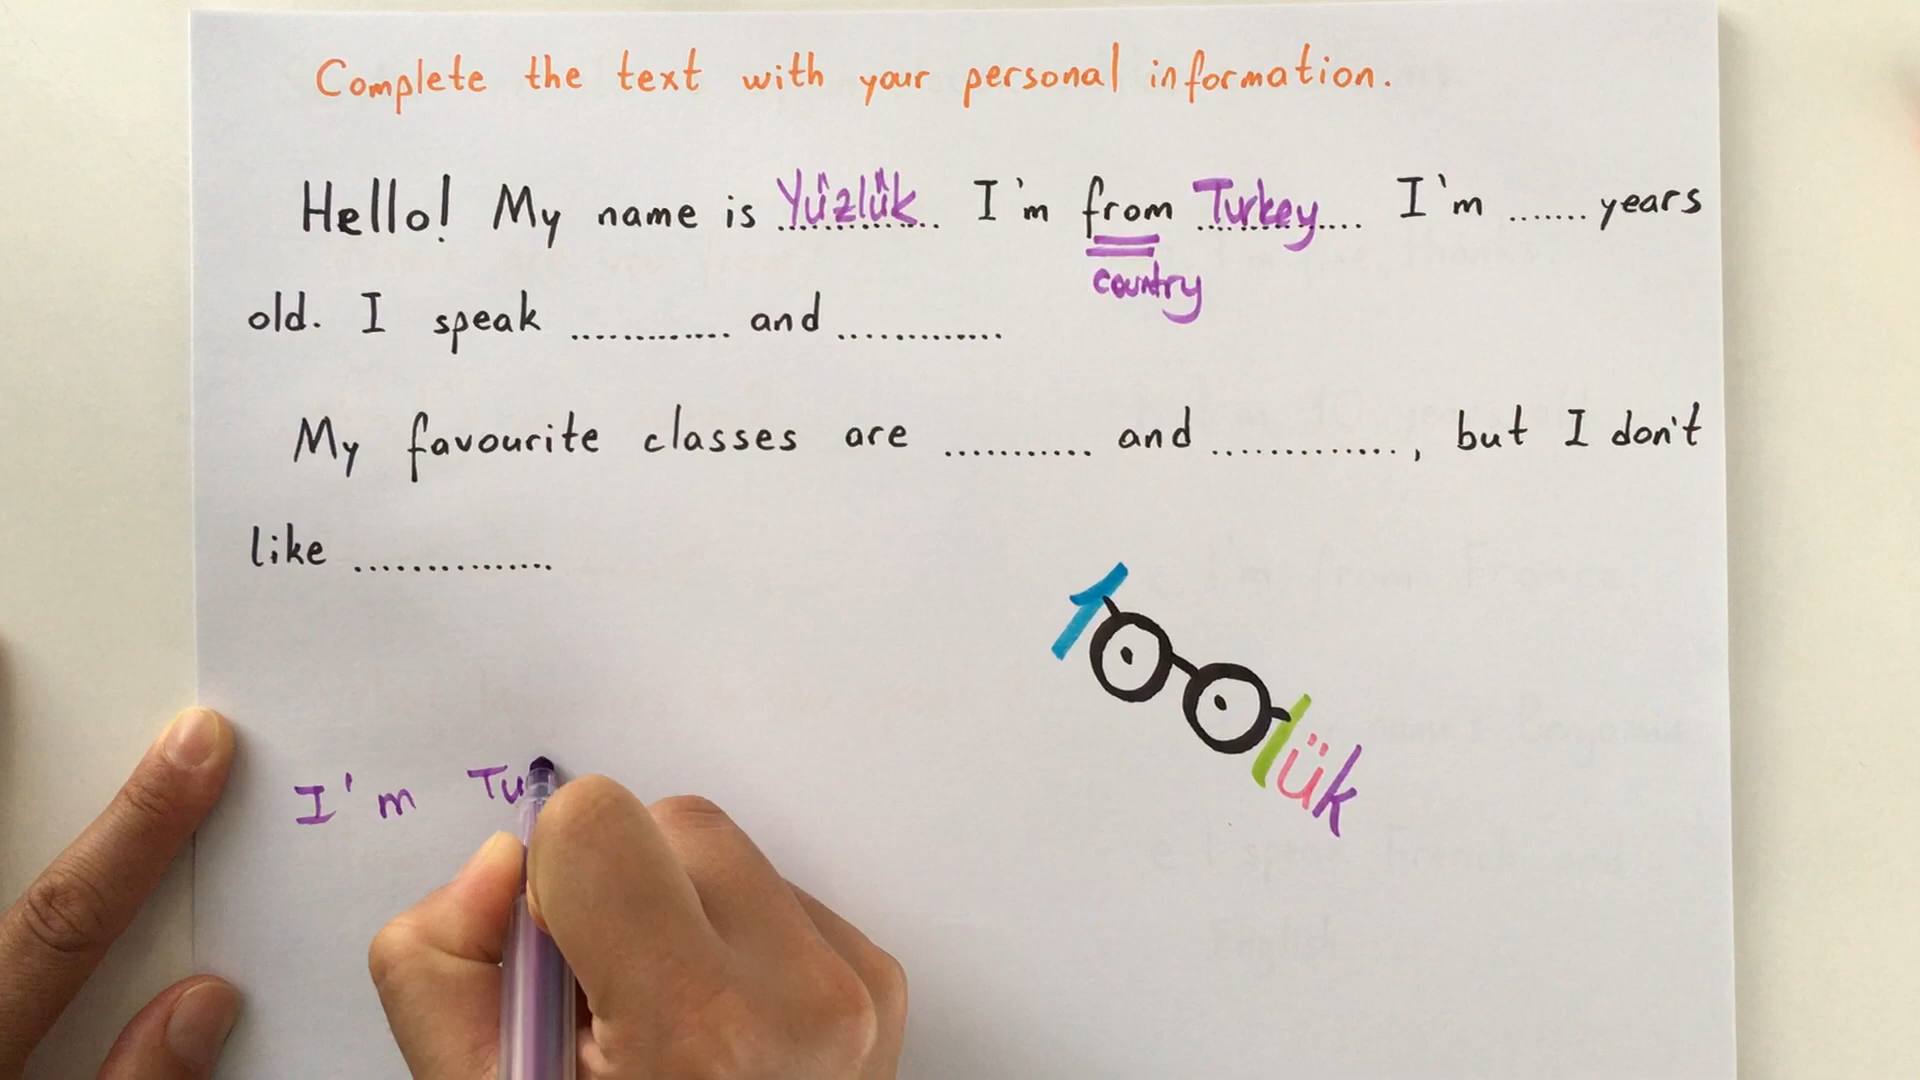 Complete the text with your personal information.
Hello! My name is Yüzlük. I'm from Turkey.... I'm ....... years
country
old. I speak ............. and .............
My favourite classes are ............ and .............., but I don't
like ................
100lük
I'm Tu